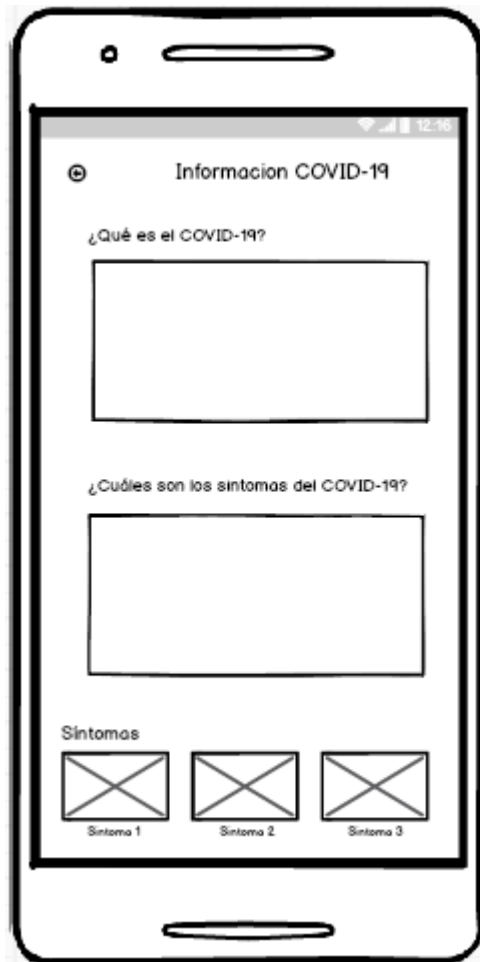 12:16
Informacion COVID-19
¿Qué es el COVID-19?
¿Cuáles son los sintomas del COVID-19?
Síntomas
Sintoma 1
Sintoma 2
Sintoma 3